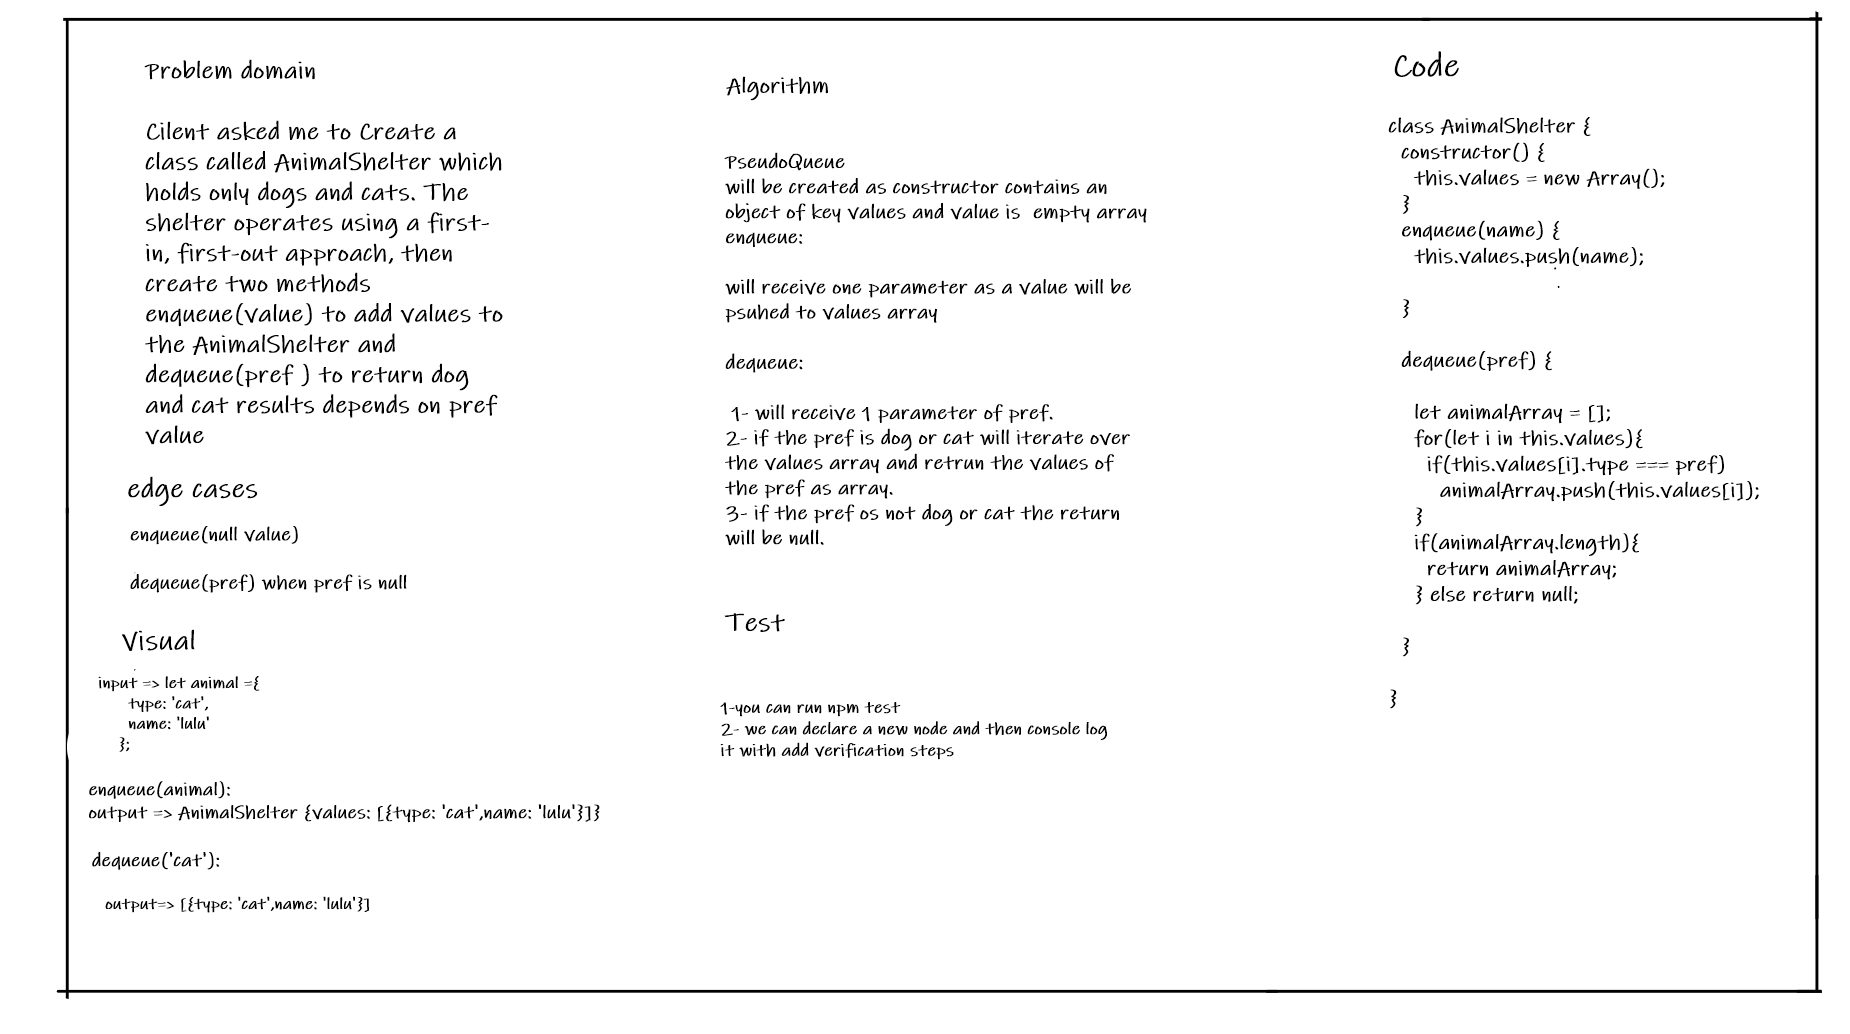 Problem domain
Cilent asked me to Create a
class called AnimalShelter which
holds only dogs and cats. The
shelter operates using a first-
in, first-out approach, then
create two methods
enqueue(value) to add values to
the AnimalShelter and
dequeue(pref ) to return dog
and cat results depends on pref
value
edge cases
enqueue(null value)
dequeue(pref) when pref is null
Visual
input => let animal ={
type: 'cat',
name: 'lulu'
};
enqueue(animal):
output => AnimalShelter {values: [{type: 'cat',name: 'lulu'}]}
dequeue('cat'):
output=> [{type: 'cat',name: 'lulu'}]
Algorithm
PseudoQueue
will be created as constructor contains an
object of key values and value is  empty array
enqueue:
will receive one parameter as a value will be
psuhed to values array
dequeue:
1- will receive 1 parameter of pref.
2- if the pref is dog or cat will iterate over
the values array and retrun the values of
the pref as array.
3- if the pref os not dog or cat the return
will be null.
Test
1-you can run npm test
2- we can declare a new node and then console log
it with add verification steps
Code
class AnimalShelter {
constructor() {
this.values = new Array();
}
enqueue(name) {
this.values.push(name);
}
dequeue(pref) {
let animalArray = [];
for(let i in this.values){
if(this.values[i].type === pref)
animalArray.push(this.values[i]);
}
if(animalArray.length){
return animalArray;
} else return null;
}
}